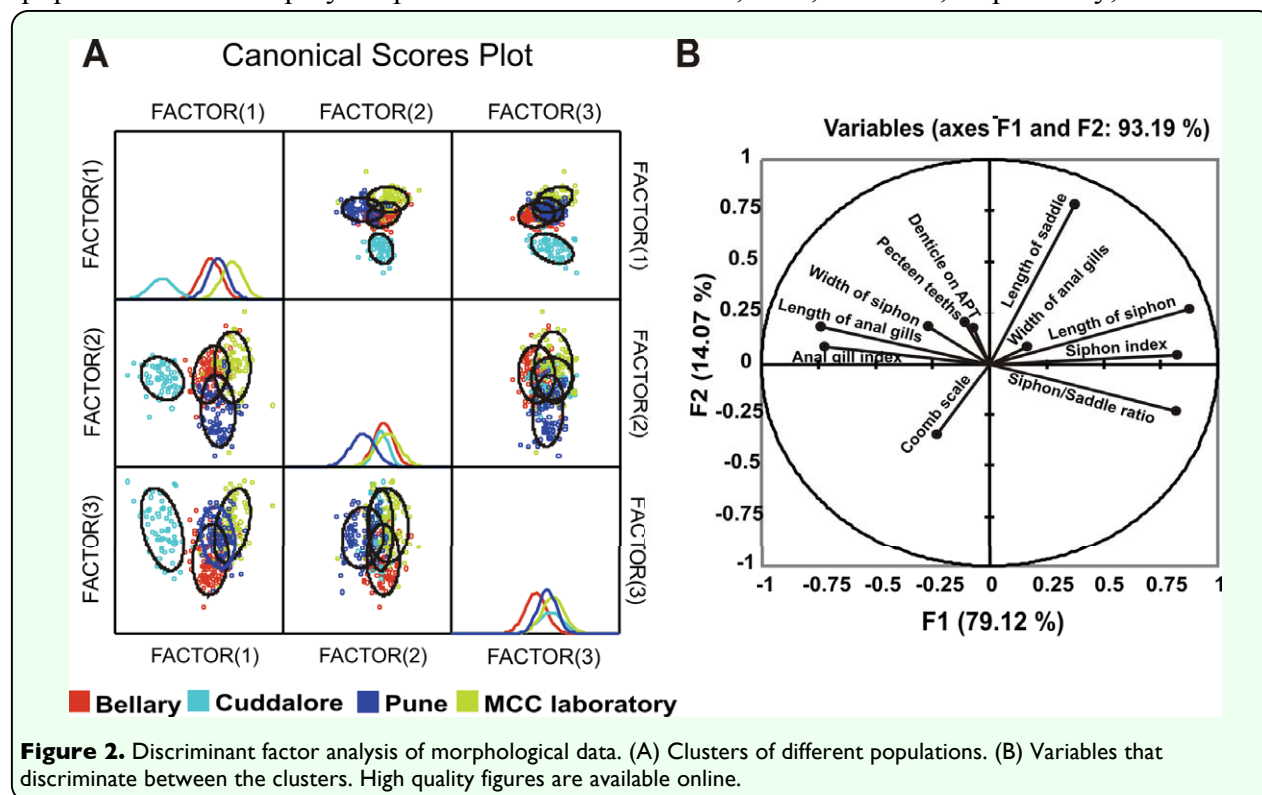 A
Canonical Scores Plot
FACTOR(1) FACTOR(2) FACTOR(3)
FACTOR(1)
FACTOR(1)
FACTOR(2)
FACTOR(2)
FACTOR(3)
FACTOR(3)
FACTOR(1) FACTOR(2) FACTOR(3)
Bellary Cuddalore Pune MCC laboratory
B
Variables (axes F1 and F2: 93.19 %)
1
0.75
0.5
0.25
0
-0.25
-0.5
-0.75
-1
F2 (14.07 %)
Length of saddle
Denticle on APT
Pecteen teeths
Width of anal gills
Width of siphon
Length of siphon
Length of anal gills
Siphon index
Anal gill index
Siphon/Saddle ratio
Coomb scale
-1 -0.75 -0.5 -0.25 0 0.25 0.5 0.75 1
F1 (79.12 %)
Figure 2. Discriminant factor analysis of morphological data. (A) Clusters of different populations. (B) Variables that
discriminate between the clusters. High quality figures are available online.